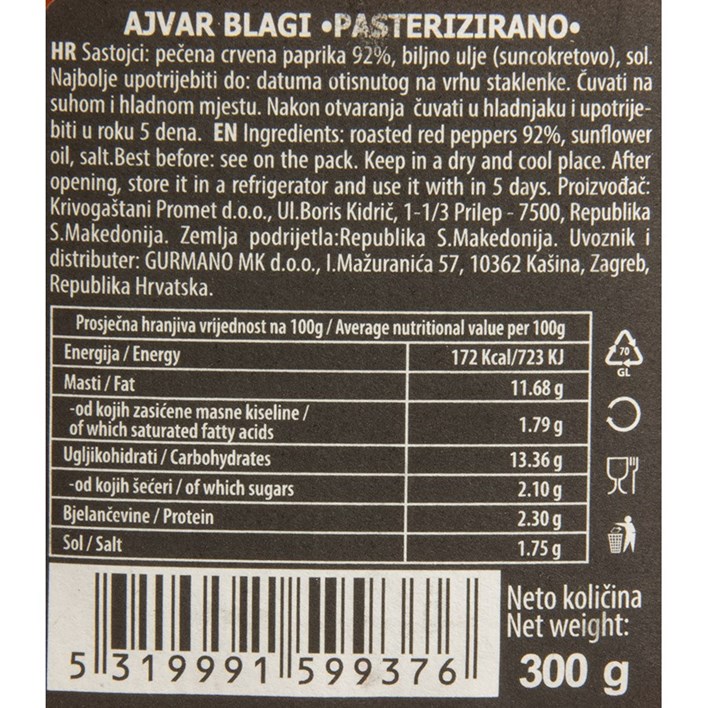 AJVAR BLAGI •PASTERIZIRANO•
HR Sastojci: pečena crvena paprika 92%, biljno ulje (suncokretovo), sol.
Najbolje upotrijebiti do: datuma otisnutog na vrhu staklenke. Čuvati na
suhom i hladnom mjestu. Nakon otvaranja čuvati u hladnjaku i upotrije-
biti u roku 5 dena. EN Ingredients: roasted red peppers 92%, sunflower
oil, salt.Best before: see on the pack. Keep in a dry and cool place. After
opening, store it in a refrigerator and use it with in 5 days. Proizvođač:
Krivogaštani Promet d.o.o., Ul.Boris Kidrič, 1-1/3 Prilep - 7500, Republika
S.Makedonija. Zemlja podrijetla:Republika S.Makedonija. Uvoznik i
distributer: GURMANO MK d.o.o., I.Mažuranića 57, 10362 Kašina, Zagreb,
Republika Hrvatska.
Prosječna hranjiva vrijednost na 100g / Average nutritional value per 100g
Energija / Energy 172 Kcal/723 KJ
Masti / Fat 11.68 g
-od kojih zasićene masne kiseline /
of which saturated fatty acids 1.79 g
Ugljikohidrati / Carbohydrates 13.36 g
-od kojih šećeri / of which sugars 2.10 g
Bjelančevine / Protein 2.30 g
Sol / Salt 1.75 g
70
GL
5 319991 599376
Neto količina
Net weight:
300 g